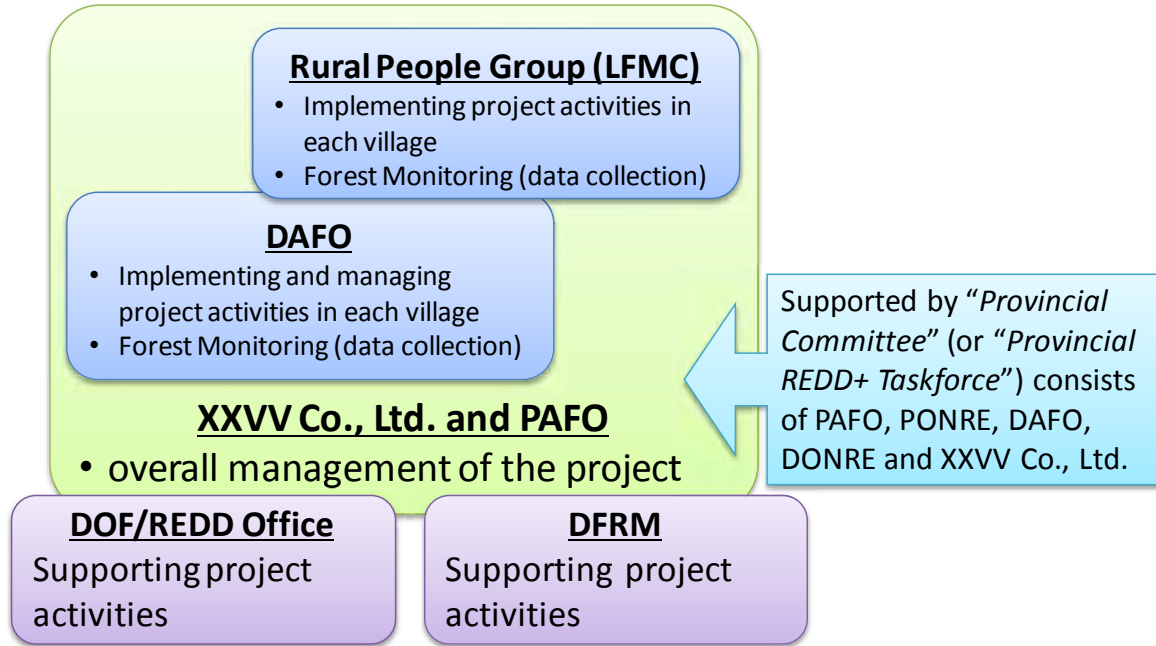 Rural People Group (LFMC)
• Implementing project activities in
each village
• Forest Monitoring (data collection)
DAFO
• Implementing and managing
project activities in each village
• Forest Monitoring (data collection)
XXVV Co., Ltd. and PAFO
• overall management of the project
Supported by “Provincial
Committee” (or “Provincial
REDD+ Taskforce”) consists
of PAFO, PONRE, DAFO,
DONRE and XXVV Co., Ltd.
DOF/REDD Office
Supporting project
activities
DFRM
Supporting project
activities